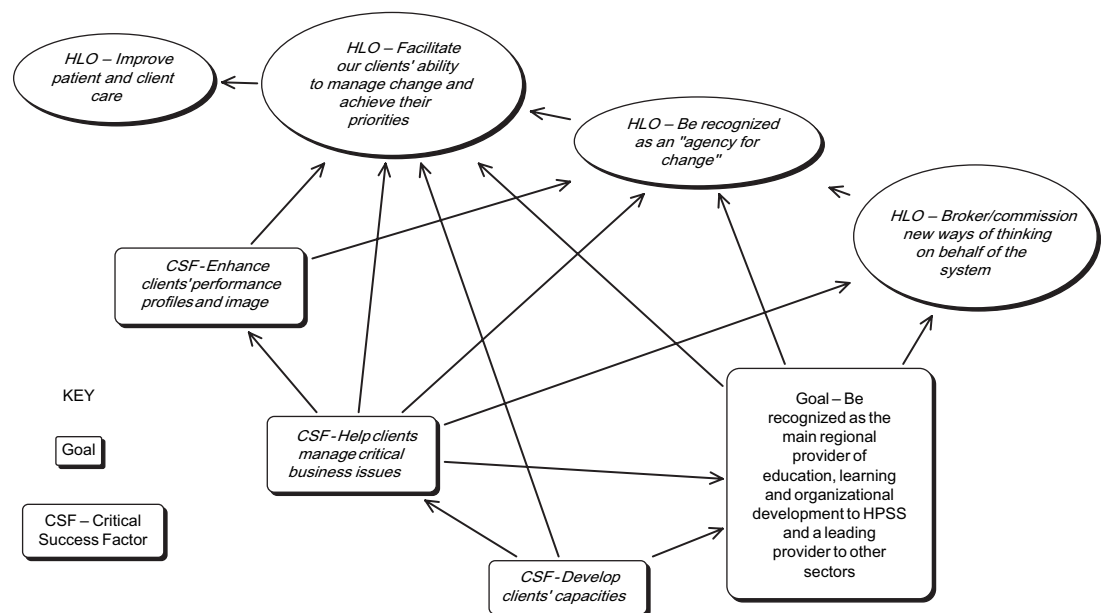 HLO – Improve
patient and client
care
HLO – Facilitate
our clients' ability
to manage change and
achieve their
priorities
HLO – Be recognized
as an "agency for
change"
HLO – Broker/commission
new ways of thinking
on behalf of the
system
CSF-Enhance
clients' performance
profiles and image
KEY
Goal
CSF – Critical
Success Factor
CSF-Help clients
manage critical
business issues
Goal – Be
recognized as the
main regional
provider of
education, learning
and organizational
development to HPSS
and a leading
provider to other
sectors
CSF-Develop
clients' capacities